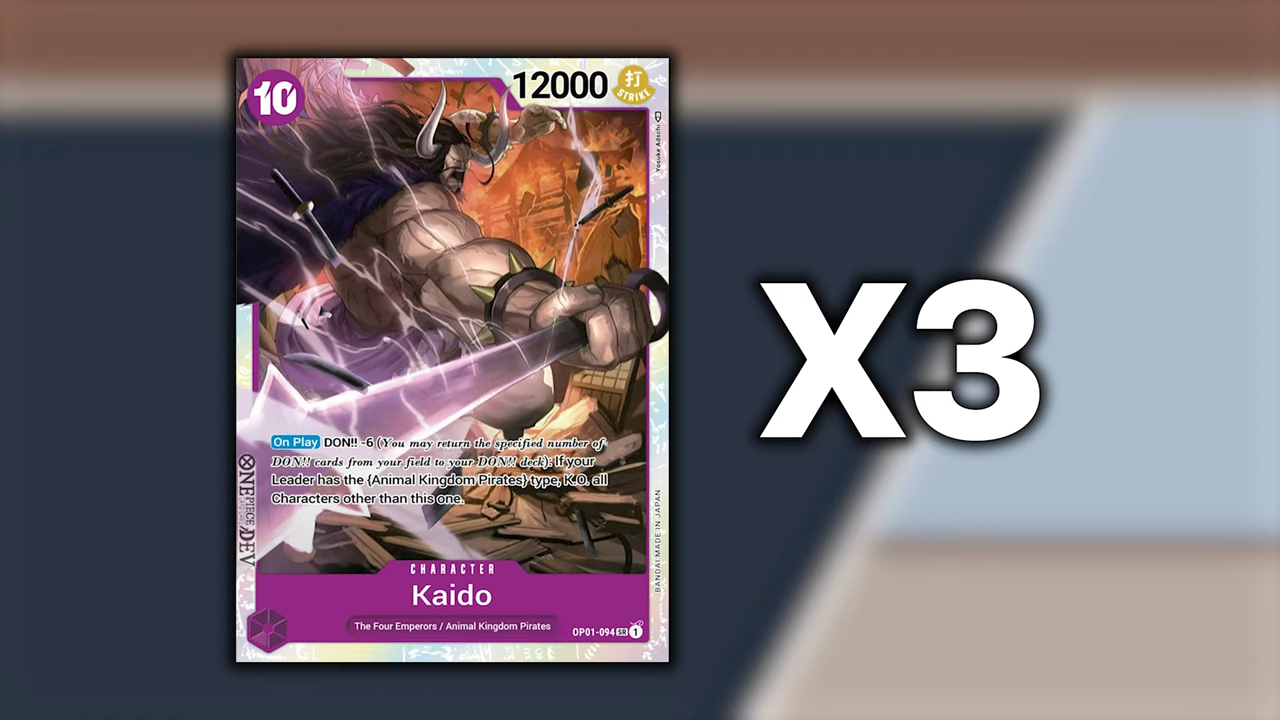 10
12000
打
STRIKE
Yosuke Adachi
On Play DON!! -6 (You may return the specified number of
DON!! cards from your field to your DON!! deck): If your
Leader has the {Animal Kingdom Pirates} type, K.O. all
Characters other than this one.
ONE PIECE
DEV
BANDAI MADE IN JAPAN
CHARACTER
Kaido
The Four Emperors / Animal Kingdom Pirates
OP01-094 SR 1
X3